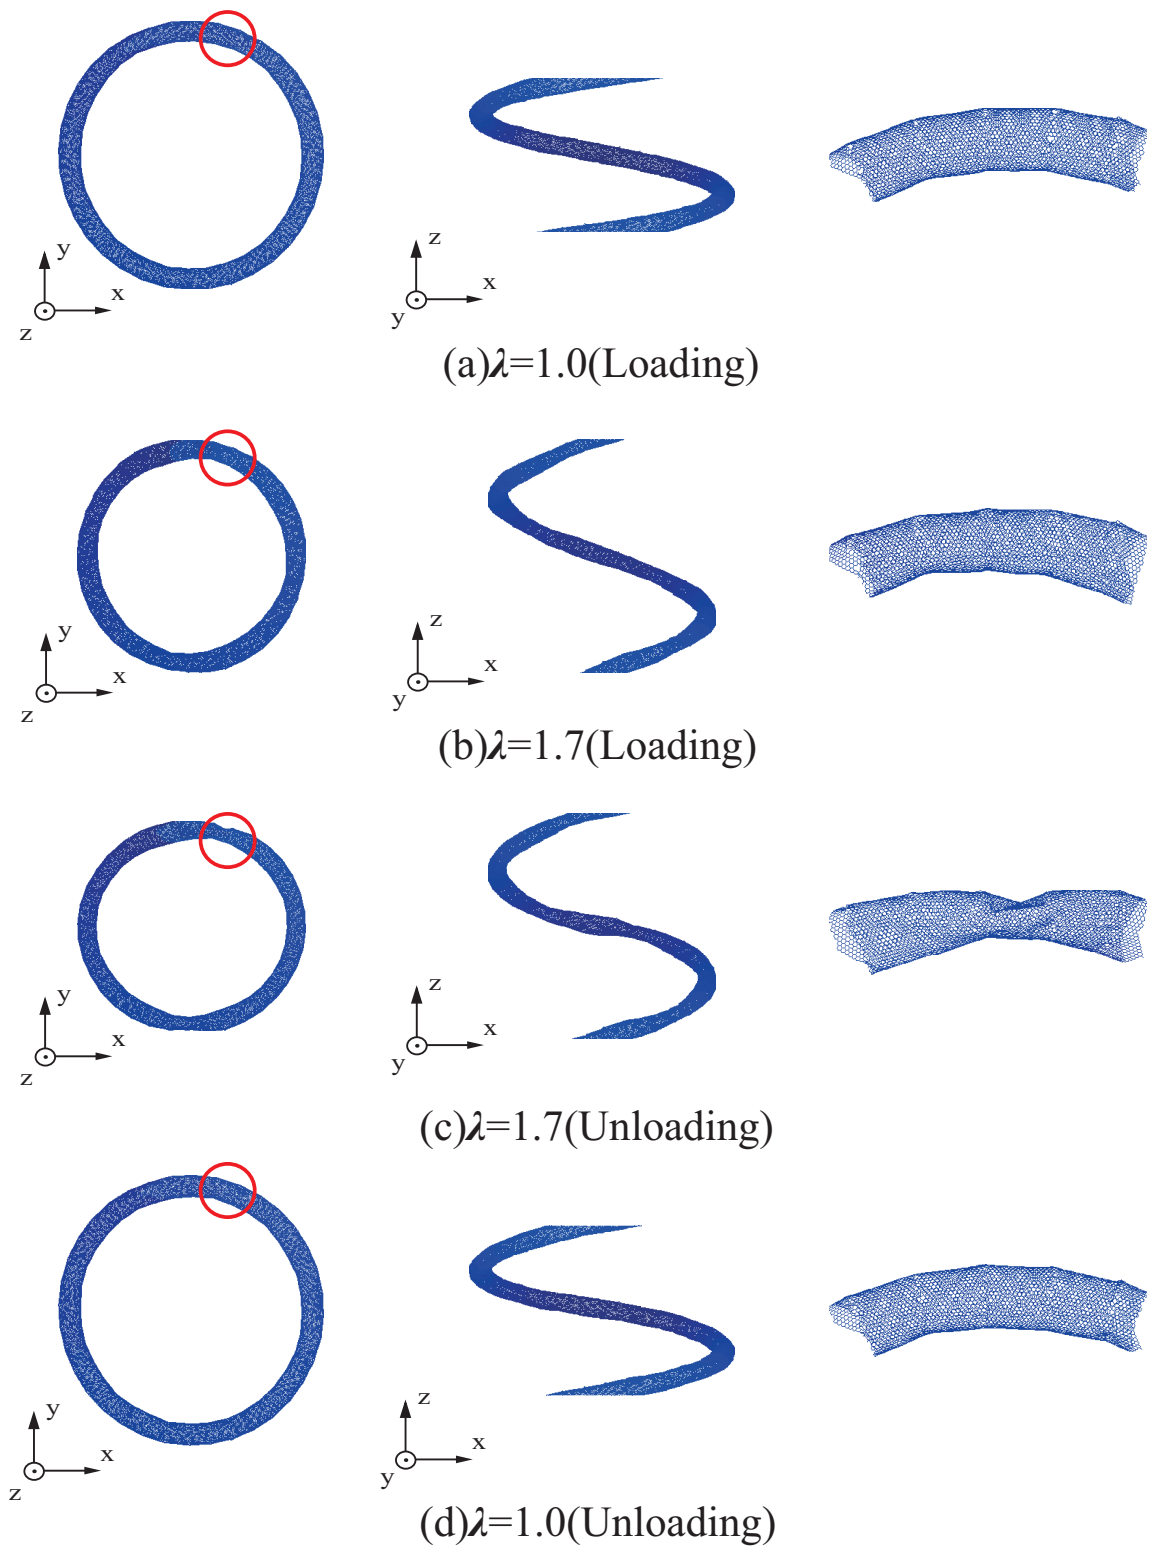 y
x
z
z
x
y
(a)λ=1.0(Loading)
y
x
z
z
x
y
(b)λ=1.7(Loading)
y
x
z
z
x
y
(c)λ=1.7(Unloading)
y
x
z
z
x
y
(d)λ=1.0(Unloading)